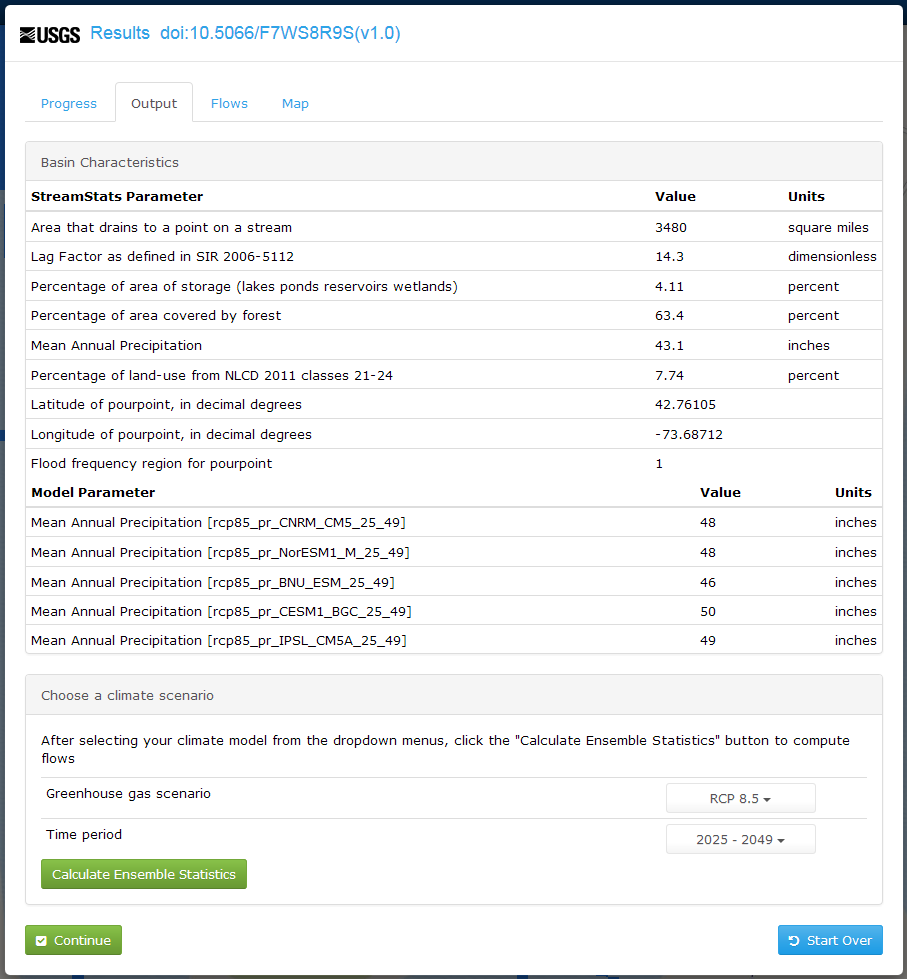 USGS Results doi:10.5066/F7WS8R9S(v1.0)
Progress Output Flows Map
Basin Characteristics
StreamStats Parameter Value Units
Area that drains to a point on a stream 3480 square miles
Lag Factor as defined in SIR 2006-5112 14.3 dimensionless
Percentage of area of storage (lakes ponds reservoirs wetlands) 4.11 percent
Percentage of area covered by forest 63.4 percent
Mean Annual Precipitation 43.1 inches
Percentage of land-use from NLCD 2011 classes 21-24 7.74 percent
Latitude of pourpoint, in decimal degrees 42.76105
Longitude of pourpoint, in decimal degrees -73.68712
Flood frequency region for pourpoint 1
Model Parameter Value Units
Mean Annual Precipitation [rcp85_pr_CNRM_CM5_25_49] 48 inches
Mean Annual Precipitation [rcp85_pr_NorESM1_M_25_49] 48 inches
Mean Annual Precipitation [rcp85_pr_BNU_ESM_25_49] 46 inches
Mean Annual Precipitation [rcp85_pr_CESM1_BGC_25_49] 50 inches
Mean Annual Precipitation [rcp85_pr_IPSL_CM5A_25_49] 49 inches
Choose a climate scenario
After selecting your climate model from the dropdown menus, click the "Calculate Ensemble Statistics" button to compute
flows
Greenhouse gas scenario RCP 8.5
Time period 2025 - 2049
Calculate Ensemble Statistics
Continue Start Over